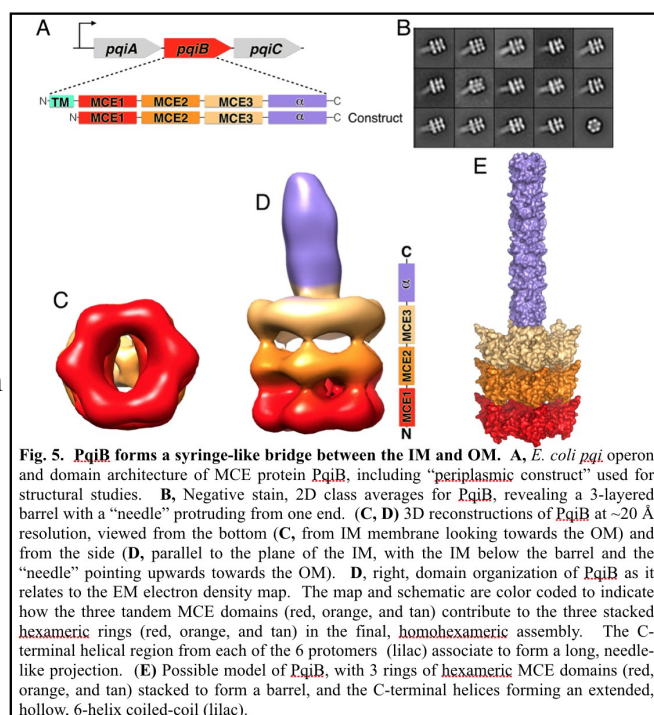 A
pqiA pqiB pqiC
N TM MCE1 MCE2 MCE3 α C
N MCE1 MCE2 MCE3 α C Construct
B
C
D
C
α
MCE3
MCE2
MCE1
N
E
Fig. 5. PqiB forms a syringe-like bridge between the IM and OM. A, E. coli pqi operon
and domain architecture of MCE protein PqiB, including “periplasmic construct” used for
structural studies. B, Negative stain, 2D class averages for PqiB, revealing a 3-layered
barrel with a “needle” protruding from one end. (C, D) 3D reconstructions of PqiB at ~20 Å
resolution, viewed from the bottom (C, from IM membrane looking towards the OM) and
from the side (D, parallel to the plane of the IM, with the IM below the barrel and the
“needle” pointing upwards towards the OM). D, right, domain organization of PqiB as it
relates to the EM electron density map. The map and schematic are color coded to indicate
how the three tandem MCE domains (red, orange, and tan) contribute to the three stacked
hexameric rings (red, orange, and tan) in the final, homohexameric assembly. The C-
terminal helical region from each of the 6 protomers (lilac) associate to form a long, needle-
like projection. (E) Possible model of PqiB, with 3 rings of hexameric MCE domains (red,
orange, and tan) stacked to form a barrel, and the C-terminal helices forming an extended,
hollow, 6-helix coiled-coil (lilac).